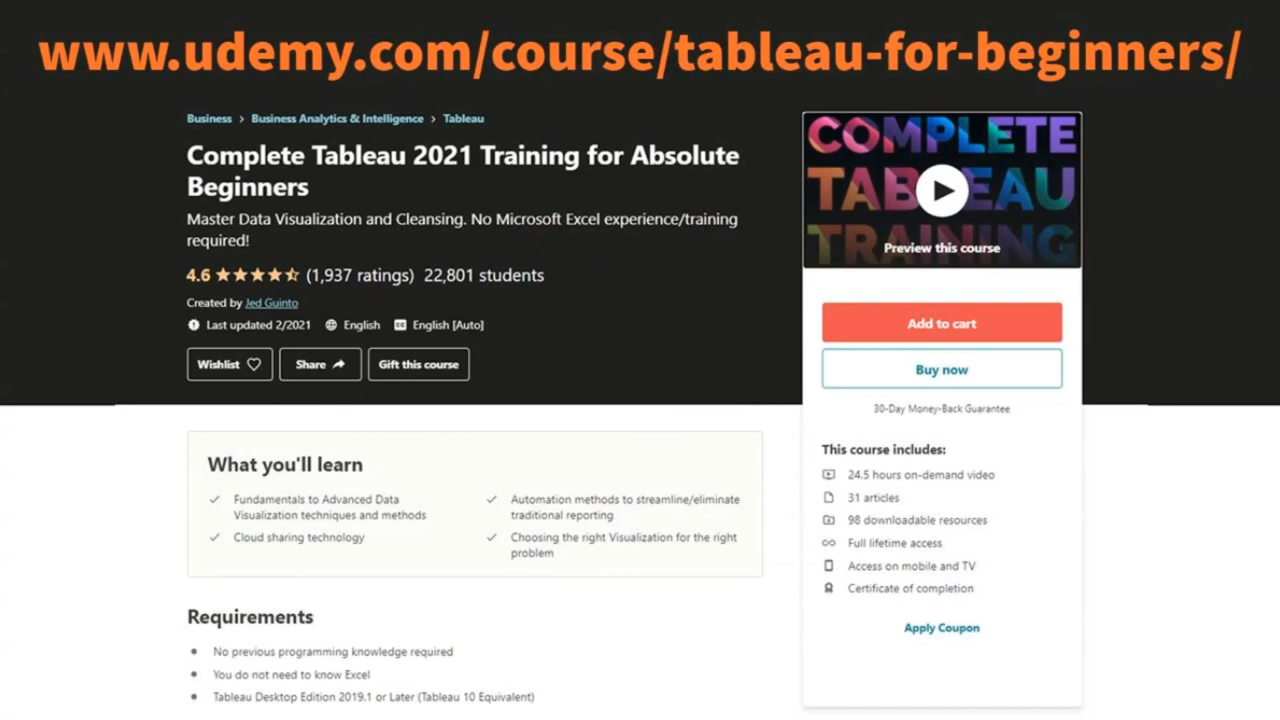 www.udemy.com/course/tableau-for-beginners/
Business > Business Analytics & Intelligence > Tableau
Complete Tableau 2021 Training for Absolute
Beginners
Master Data Visualization and Cleansing. No Microsoft Excel experience/training
required!
4.6 (1,937 ratings) 22,801 students
Created by Jed Guinto
Last updated 2/2021 English English [Auto]
Wishlist Share Gift this course
COMPLETE
TABLEAU
TRAINING
Preview this course
Add to cart
Buy now
30-Day Money-Back Guarantee
This course includes:
24.5 hours on-demand video
31 articles
98 downloadable resources
Full lifetime access
Access on mobile and TV
Certificate of completion
Apply Coupon
What you'll learn
Fundamentals to Advanced Data
Visualization techniques and methods
Cloud sharing technology
Automation methods to streamline/eliminate
traditional reporting
Choosing the right Visualization for the right
problem
Requirements
No previous programming knowledge required
You do not need to know Excel
Tableau Desktop Edition 2019.1 or Later (Tableau 10 Equivalent)